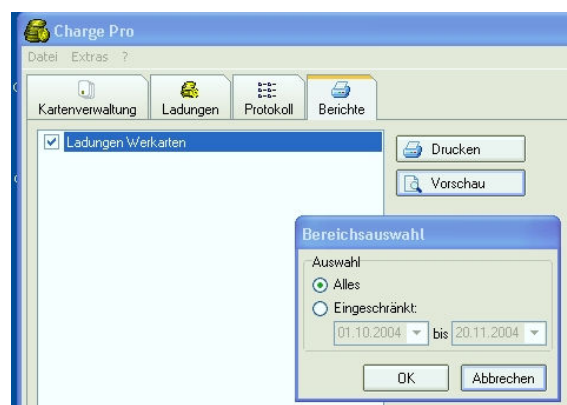 Charge Pro
Datei Extras ?
Kartenverwaltung Ladungen Protokoll Berichte
Ladungen Werkarten
Drucken
Vorschau
Bereichsauswahl
Auswahl
Alles
Eingeschränkt:
01.10.2004 bis 20.11.2004
OK Abbrechen